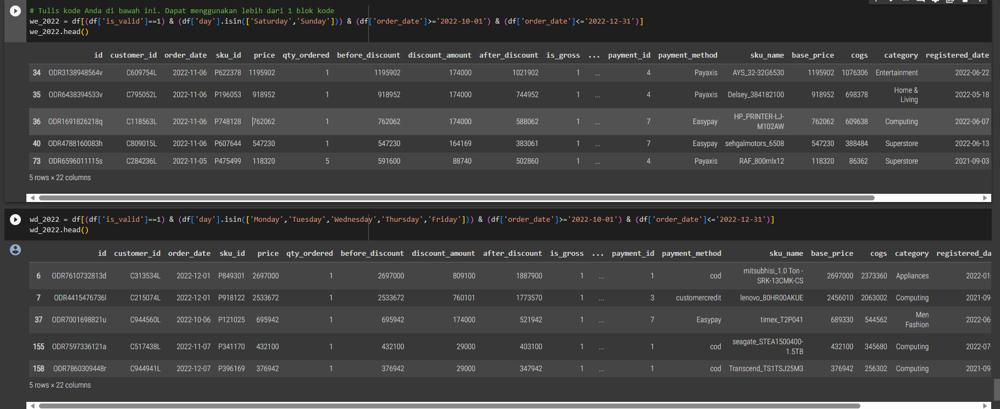 # Tulis kode Anda di bawah ini. Dapat menggunakan lebih dari 1 blok kode
we_2022 = df[(df['is_valid']==1) & (df['day'].isin(['Saturday','Sunday'])) & (df['order_date']>='2022-10-01') & (df['order_date']<='2022-12-31')]
we_2022.head()
id customer_id order_date sku_id price qty_ordered before_discount discount_amount after_discount is_gross ... payment_id payment_method sku_name base_price cogs category registered_date
34 ODR3138948564v C609754L 2022-11-06 P622378 1195902 1 1195902 174000 1021902 1 ... 4 Payaxis AYS_32-32G6530 1195902 1076306 Entertainment 2022-06-22
35 ODR6438394533v C795052L 2022-11-06 P196053 918952 1 918952 174000 744952 1 ... 4 Payaxis Delsey_384182100 918952 698378 Home & Living 2022-05-18
36 ODR1691826218q C118563L 2022-11-06 P748128 762062 1 762062 174000 588062 1 ... 7 Easypay HP_PRINTER-LJ-M102AW 762062 609638 Computing 2022-06-07
40 ODR4788160083h C809015L 2022-11-06 P607644 547230 1 547230 164169 383061 1 ... 7 Easypay sehgalmotors_6508 547230 388484 Superstore 2022-06-13
73 ODR6596011115s C284236L 2022-11-05 P475499 118320 5 591600 88740 502860 1 ... 4 Payaxis RAF_800mlx12 118320 86362 Superstore 2021-09-03
5 rows × 22 columns
wd_2022 = df[(df['is_valid']==1) & (df['day'].isin(['Monday','Tuesday','Wednesday','Thursday','Friday'])) & (df['order_date']>='2022-10-01') & (df['order_date']<='2022-12-31')]
wd_2022.head()
id customer_id order_date sku_id price qty_ordered before_discount discount_amount after_discount is_gross ... payment_id payment_method sku_name base_price cogs category registered_da
6 ODR7610732813d C313534L 2022-12-01 P849301 2697000 1 2697000 809100 1887900 1 ... 1 cod mitsubhisi_1.0 Ton - SRK-13CMK-CS 2697000 2373360 Appliances 2022-01-
7 ODR4415476736l C215074L 2022-12-01 P918122 2533672 1 2533672 760101 1773570 1 ... 3 customercredit lenovo_80HR00AKUE 2456010 2063002 Computing 2021-09-
37 ODR7001698821u C944560L 2022-10-06 P121025 695942 1 695942 174000 521942 1 ... 7 Easypay timex_T2P041 689330 544562 Men Fashion 2022-06-
155 ODR7597336121a C517438L 2022-11-07 P341170 432100 1 432100 29000 403100 1 ... 1 cod seagate_STEA1500400-1.5TB 432100 345680 Computing 2022-07-
158 ODR7860309448r C944941L 2022-12-07 P396169 376942 1 376942 29000 347942 1 ... 1 cod Transcend_TS1TSJ25M3 376942 256302 Computing 2021-09-
5 rows × 22 columns